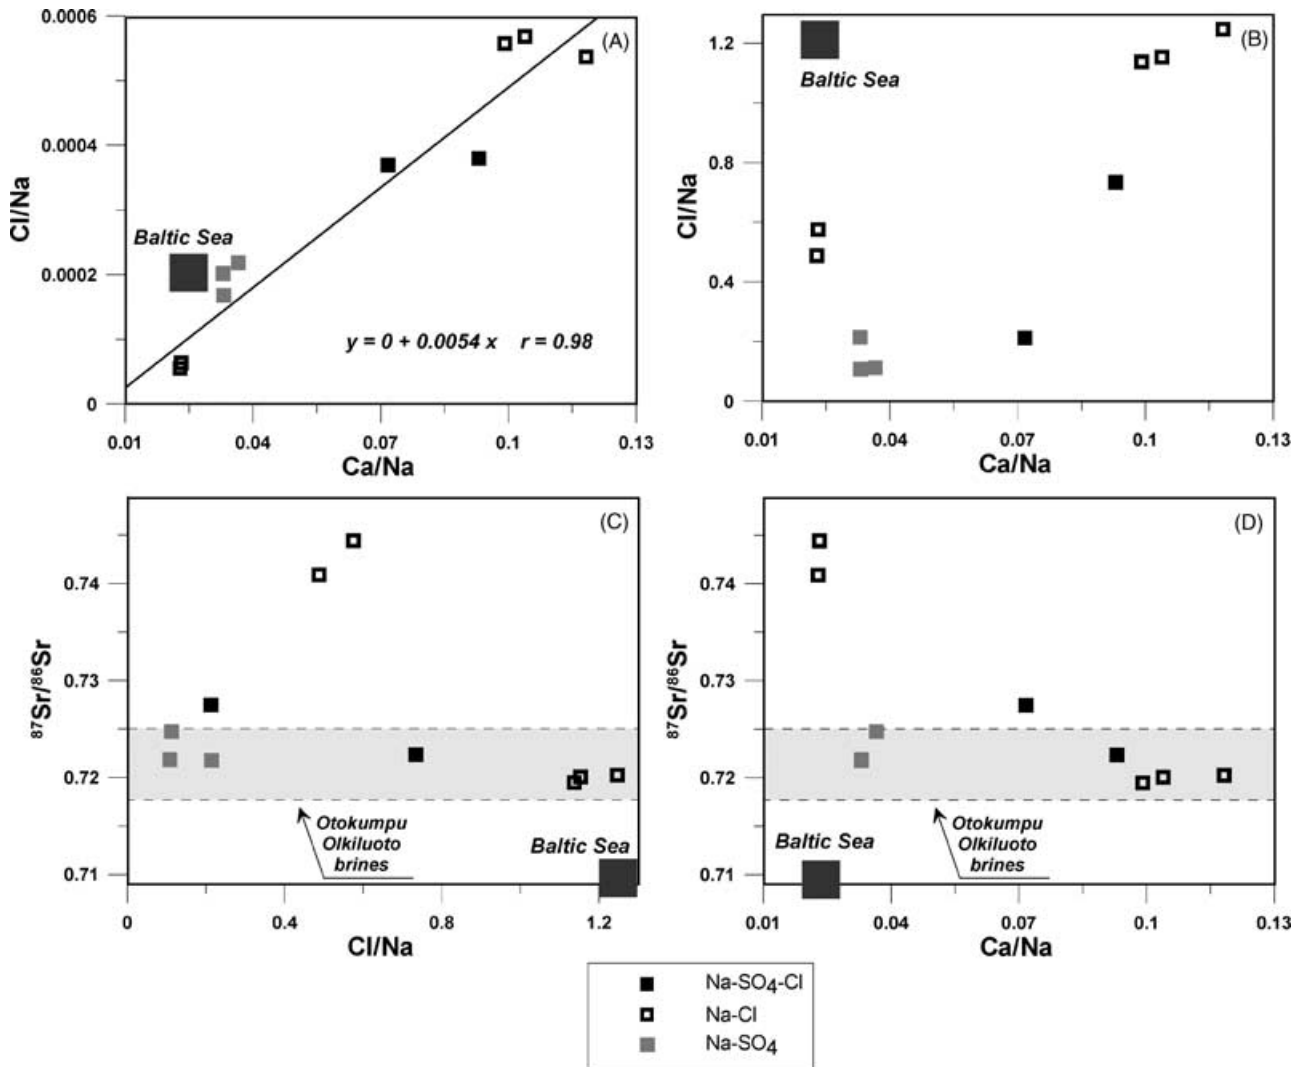 0.0006
0.0004
0.0002
0
Cl/Na
(A)
Baltic Sea
y = 0 + 0.0054 x r = 0.98
0.01 0.04 0.07 0.1 0.13
Ca/Na
1.2
0.8
0.4
0
Cl/Na
(B)
Baltic Sea
0.01 0.04 0.07 0.1 0.13
Ca/Na
0.74
0.73
0.72
0.71
87Sr/86Sr
(C)
Otokumpu
Olkiluoto
brines
Baltic Sea
0 0.4 0.8 1.2
Cl/Na
0.74
0.73
0.72
0.71
87Sr/86Sr
(D)
Baltic Sea
Otokumpu
Olkiluoto
brines
0.01 0.04 0.07 0.1 0.13
Ca/Na
Na-SO4-Cl
Na-Cl
Na-SO4